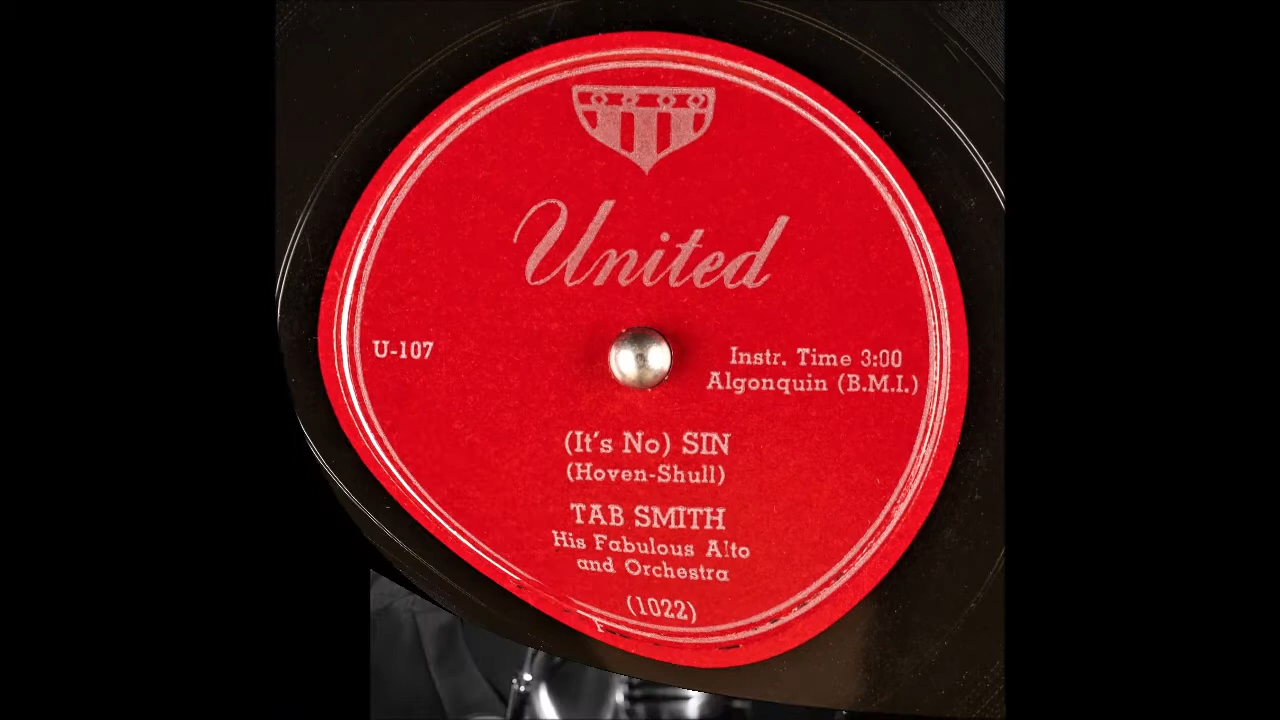 United
U-107
Instr. Time 3:00
Algonquin (B.M.I.)
(It's No) SIN
(Hoven-Shull)
TAB SMITH
His Fabulous Alto
and Orchestra
(1022)